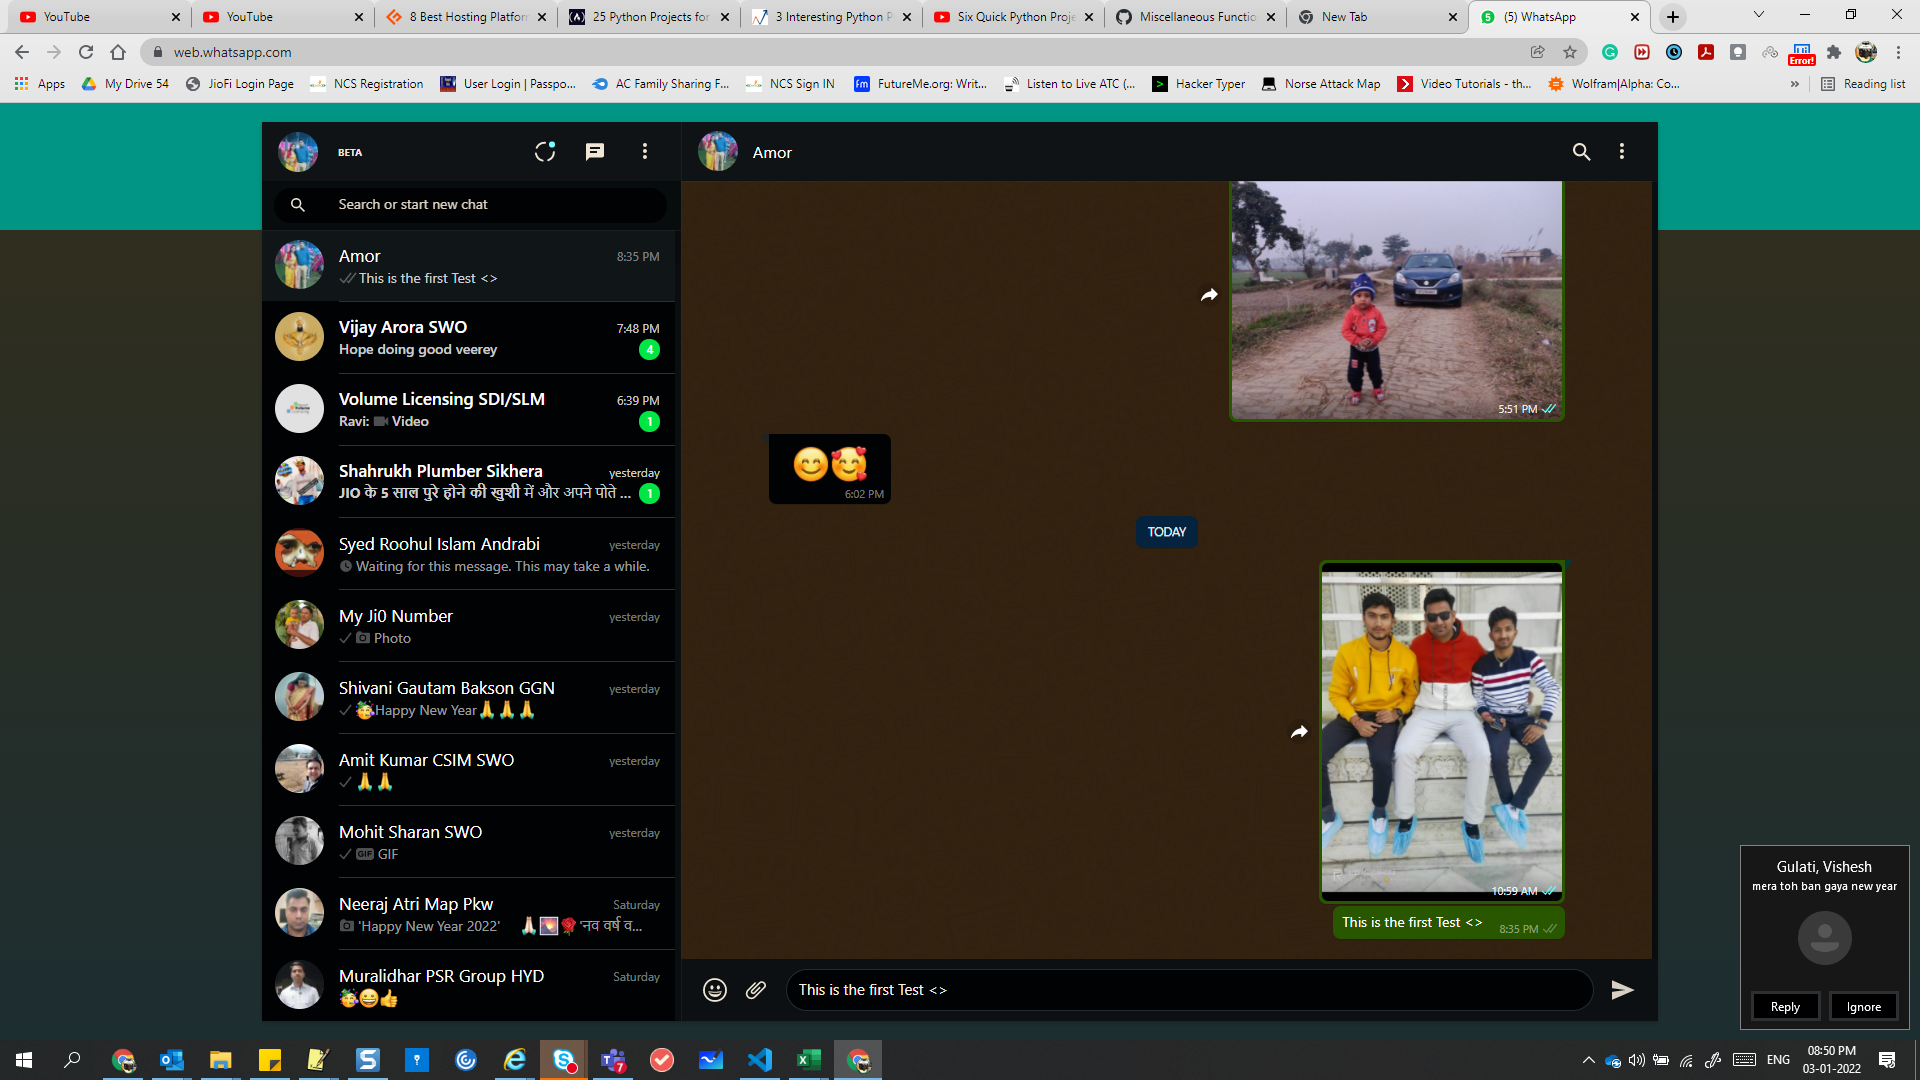 YouTube
YouTube
8 Best Hosting Platfor
25 Python Projects for
3 Interesting Python P
Six Quick Python Proje
Miscellaneous Functio
New Tab
(5) WhatsApp
web.whatsapp.com
Error!
Apps
My Drive 54
JioFi Login Page
NCS Registration
User Login | Passpo...
AC Family Sharing F...
NCS Sign IN
FutureMe.org: Writ...
Listen to Live ATC (...
Hacker Typer
Norse Attack Map
Video Tutorials - th...
Wolfram|Alpha: Co...
»
Reading list
BETA
Search or start new chat
Amor
8:35 PM
This is the first Test <>
Vijay Arora SWO
7:48 PM
Hope doing good veerey
4
Volume Licensing SDI/SLM
6:39 PM
Ravi: Video
1
Shahrukh Plumber Sikhera
yesterday
JIO के 5 साल पुरे होने की खुशी में और अपने पोते ...
1
Syed Roohul Islam Andrabi
yesterday
Waiting for this message. This may take a while.
My Ji0 Number
yesterday
Photo
Shivani Gautam Bakson GGN
yesterday
🥳Happy New Year🙏🙏🙏
Amit Kumar CSIM SWO
yesterday
🙏🙏
Mohit Sharan SWO
yesterday
GIF GIF
Neeraj Atri Map Pkw
Saturday
'Happy New Year 2022' 🙏🏻🎆🌹'नव वर्ष व...
Muralidhar PSR Group HYD
Saturday
🥳😀👍
Amor
5:51 PM
😊🥰
6:02 PM
TODAY
10:59 AM
This is the first Test <>
8:35 PM
This is the first Test <>
Gulati, Vishesh
mera toh ban gaya new year
Reply
Ignore
7
ENG
08:50 PM
03-01-2022